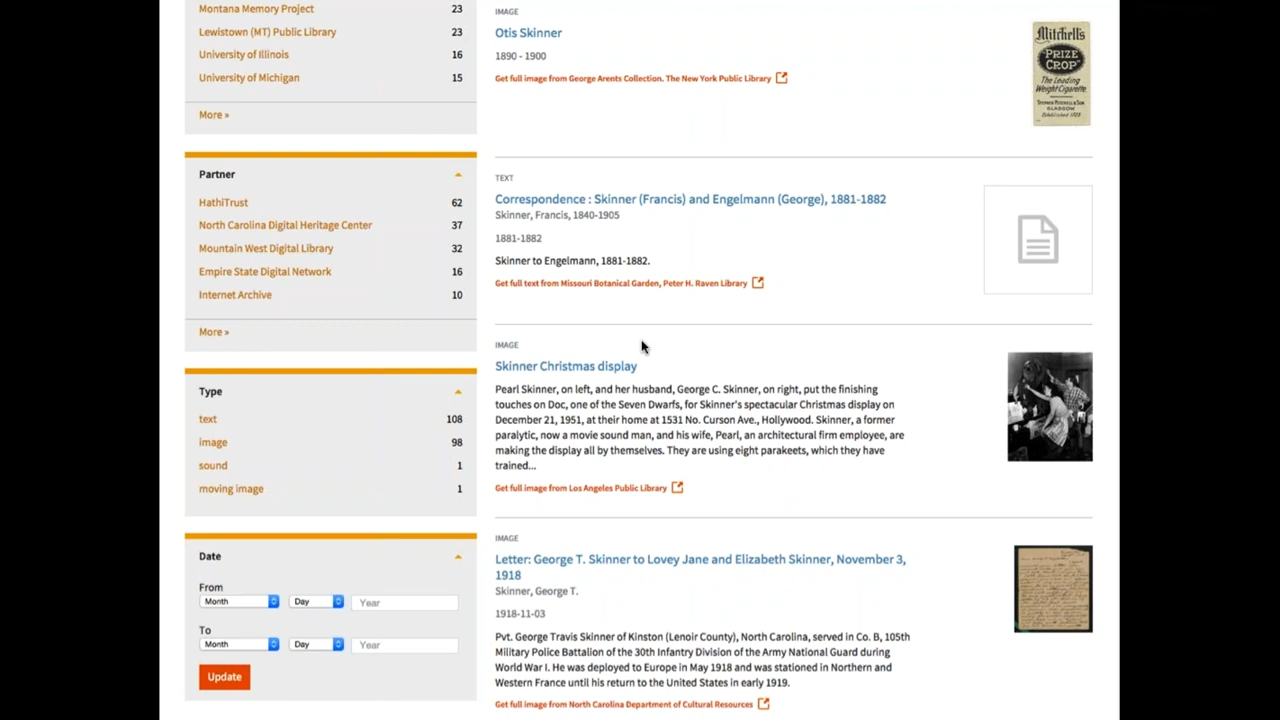 Montana Memory Project 23
Lewistown (MT) Public Library 23
University of Illinois 16
University of Michigan 15
More »
Partner
HathiTrust 62
North Carolina Digital Heritage Center 37
Mountain West Digital Library 32
Empire State Digital Network 16
Internet Archive 10
More »
Type
text 108
image 98
sound 1
moving image 1
Date
From
Month Day Year
To
Month Day Year
Update
IMAGE
Otis Skinner
1890 - 1900
Get full image from George Arents Collection. The New York Public Library
Mitchell's
PRIZE
CROP
The Leading
Weight Cigarette.
STEPHEN MITCHELL & SON
GLASGOW
TEXT
Correspondence : Skinner (Francis) and Engelmann (George), 1881-1882
Skinner, Francis, 1840-1905
1881-1882
Skinner to Engelmann, 1881-1882.
Get full text from Missouri Botanical Garden, Peter H. Raven Library
IMAGE
Skinner Christmas display
Pearl Skinner, on left, and her husband, George C. Skinner, on right, put the finishing
touches on Doc, one of the Seven Dwarfs, for Skinner's spectacular Christmas display on
December 21, 1951, at their home at 1531 No. Curson Ave., Hollywood. Skinner, a former
paralytic, now a movie sound man, and his wife, Pearl, an architectural firm employee, are
making the display all by themselves. They are using eight parakeets, which they have
trained...
Get full image from Los Angeles Public Library
IMAGE
Letter: George T. Skinner to Lovey Jane and Elizabeth Skinner, November 3,
1918
Skinner, George T.
1918-11-03
Pvt. George Travis Skinner of Kinston (Lenoir County), North Carolina, served in Co. B, 105th
Military Police Battalion of the 30th Infantry Division of the Army National Guard during
World War I. He was deployed to Europe in May 1918 and was stationed in Northern and
Western France until his return to the United States in early 1919.
Get full image from North Carolina Department of Cultural Resources